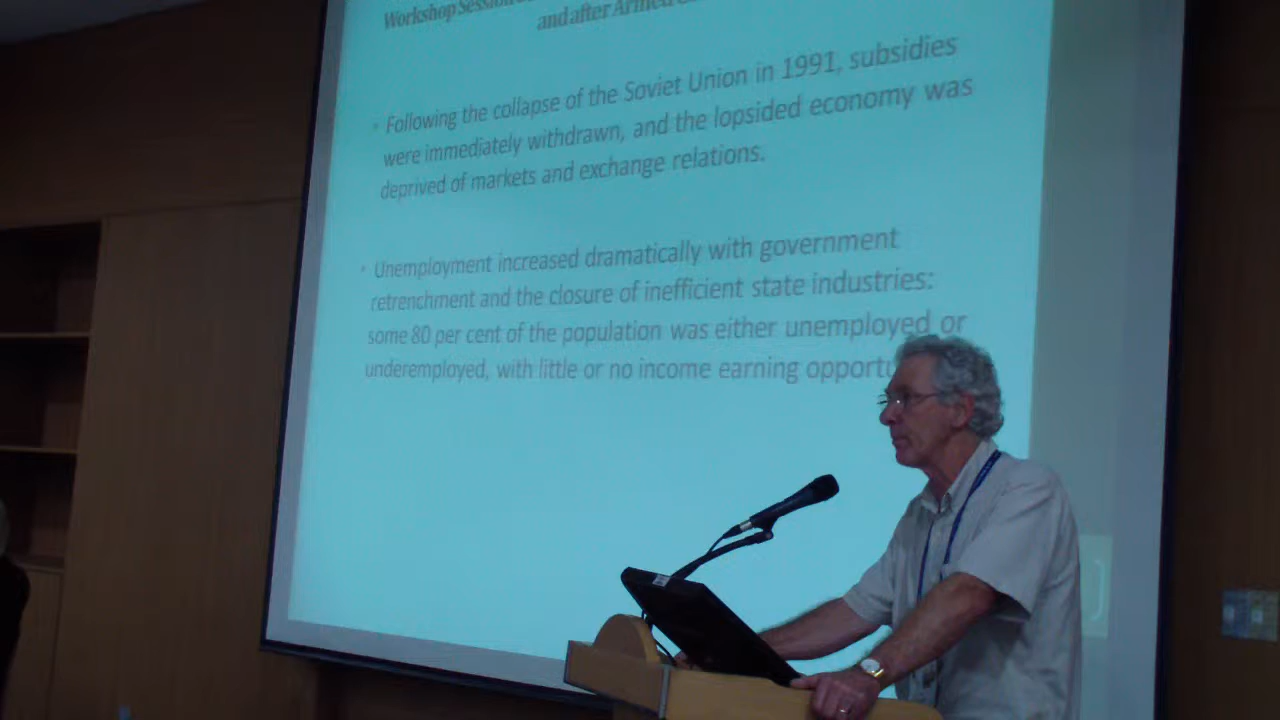 Workshop Session
and after Armed
• Following the collapse of the Soviet Union in 1991, subsidies
were immediately withdrawn, and the lopsided economy was
deprived of markets and exchange relations.
• Unemployment increased dramatically with government
retrenchment and the closure of inefficient state industries:
some 80 per cent of the population was either unemployed or
underemployed, with little or no income earning